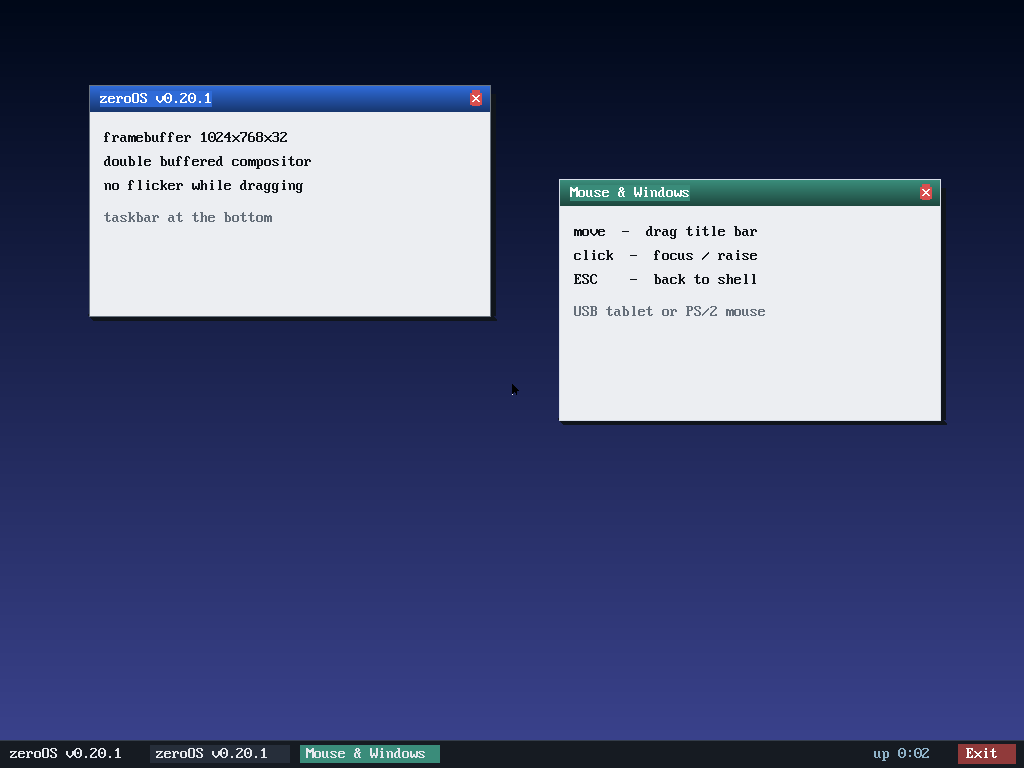 zeroOS v0.20.1
framebuffer 1024x768x32
double buffered compositor
no flicker while dragging
taskbar at the bottom
Mouse & Windows
move  -  drag title bar
click  -  focus / raise
ESC    -  back to shell
USB tablet or PS/2 mouse
zeroOS v0.20.1 zeroOS v0.20.1 Mouse & Windows up 0:02 Exit